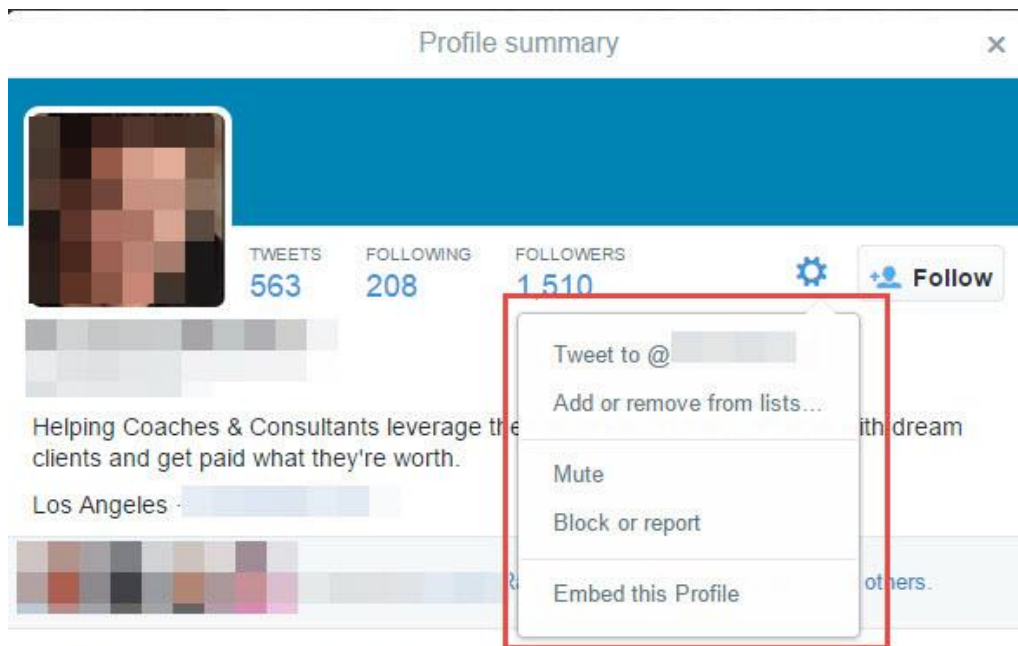 Profile summary
×
TWEETS FOLLOWING FOLLOWERS
563 208 1,510
Follow
Tweet to @
Add or remove from lists...
Helping Coaches & Consultants leverage dream
clients and get paid what they're worth.
Mute
Los Angeles ·
Block or report
Embed this Profile
others.